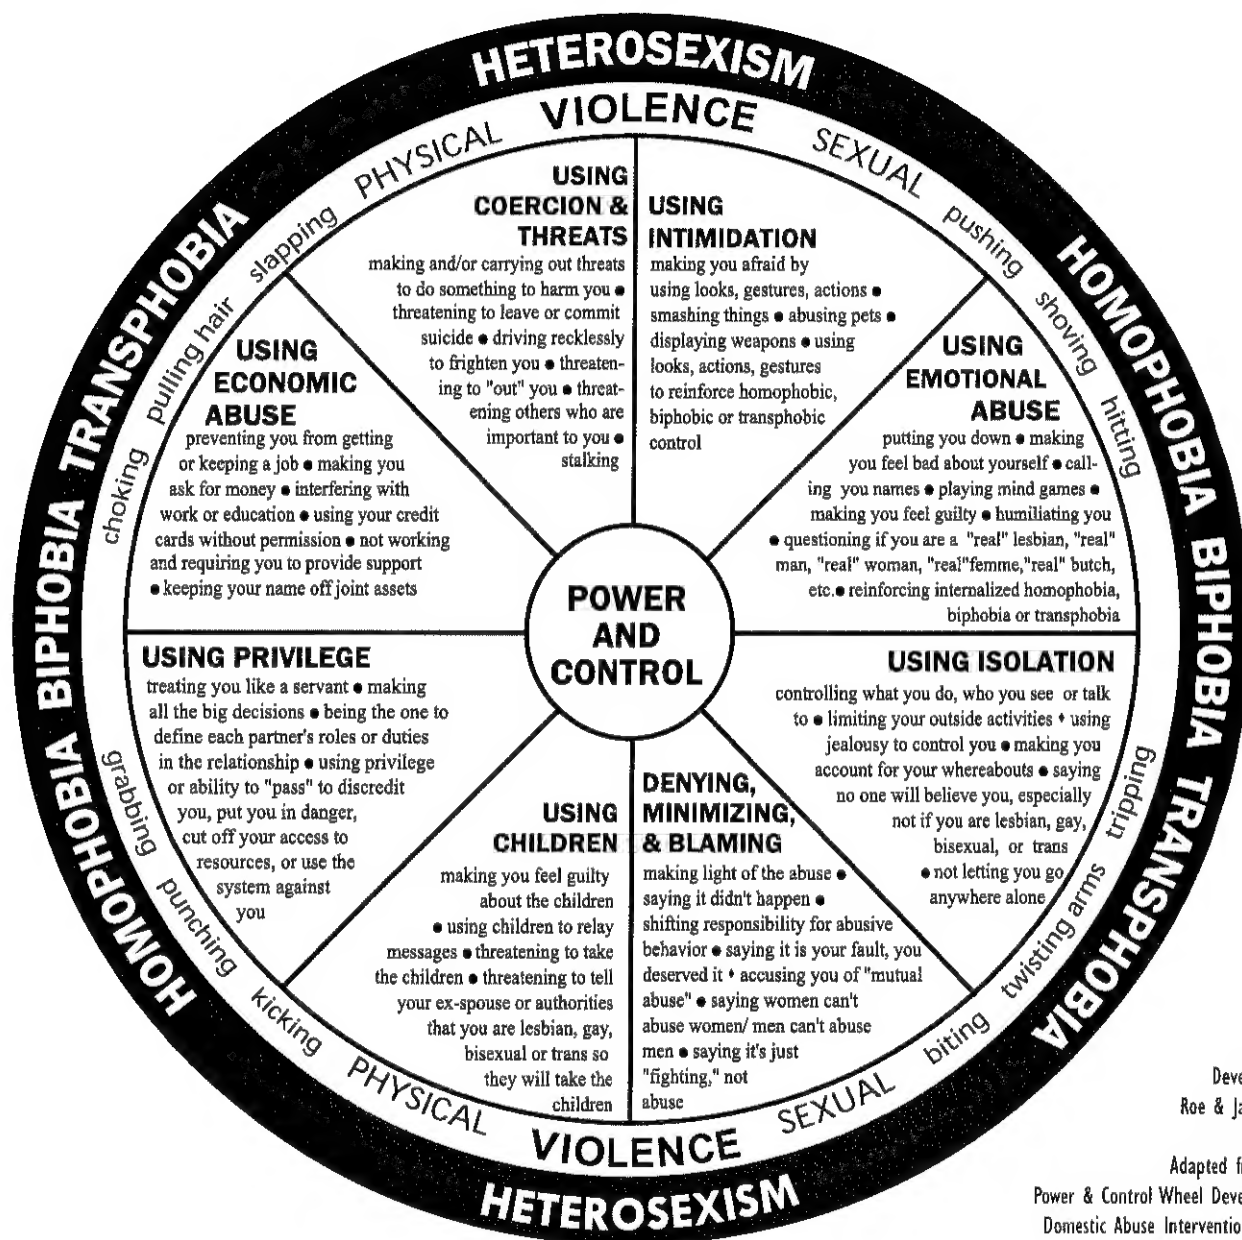 HETEROSEXISM
HOMOPHOBIA BIPHOBIA TRANSPHOBIA
HETEROSEXISM
HOMOPHOBIA BIPHOBIA TRANSPHOBIA
PHYSICAL VIOLENCE SEXUAL
pushing shoving hitting
tripping twisting arms biting
PHYSICAL VIOLENCE SEXUAL
kicking punching grabbing
choking pulling hair slapping
USING
COERCION &
THREATS
making and/or carrying out threats
to do something to harm you ●
threatening to leave or commit
suicide ● driving recklessly
to frighten you ● threaten-
ing to "out" you ● threat-
ening others who are
important to you ●
stalking
USING
INTIMIDATION
making you afraid by
using looks, gestures, actions ●
smashing things ● abusing pets ●
displaying weapons ● using
looks, actions, gestures
to reinforce homophobic,
biphobic or transphobic
control
USING
EMOTIONAL
ABUSE
putting you down ● making
you feel bad about yourself ● call-
ing you names ● playing mind games ●
making you feel guilty ● humiliating you
● questioning if you are a "real" lesbian, "real"
man, "real" woman, "real"femme,"real" butch,
etc.● reinforcing internalized homophobia,
biphobia or transphobia
USING ISOLATION
controlling what you do, who you see or talk
to ● limiting your outside activities ♦ using
jealousy to control you ● making you
account for your whereabouts ● saying
no one will believe you, especially
not if you are lesbian, gay,
bisexual, or trans
● not letting you go
anywhere alone
DENYING,
MINIMIZING,
& BLAMING
making light of the abuse ●
saying it didn't happen ●
shifting responsibility for abusive
behavior ● saying it is your fault, you
deserved it ♦ accusing you of "mutual
abuse" ● saying women can't
abuse women/ men can't abuse
men ● saying it's just
"fighting," not
abuse
USING
CHILDREN
making you feel guilty
about the children
● using children to relay
messages ● threatening to take
the children ● threatening to tell
your ex-spouse or authorities
that you are lesbian, gay,
bisexual or trans so
they will take the
children
USING PRIVILEGE
treating you like a servant ● making
all the big decisions ● being the one to
define each partner's roles or duties
in the relationship ● using privilege
or ability to "pass" to discredit
you, put you in danger,
cut off your access to
resources, or use the
system against
you
USING
ECONOMIC
ABUSE
preventing you from getting
or keeping a job ● making you
ask for money ● interfering with
work or education ● using your credit
cards without permission ● not working
and requiring you to provide support
● keeping your name off joint assets
POWER
AND
CONTROL
Deve
Roe & Ja
Adapted f
Power & Control Wheel Deve
Domestic Abuse Interventio